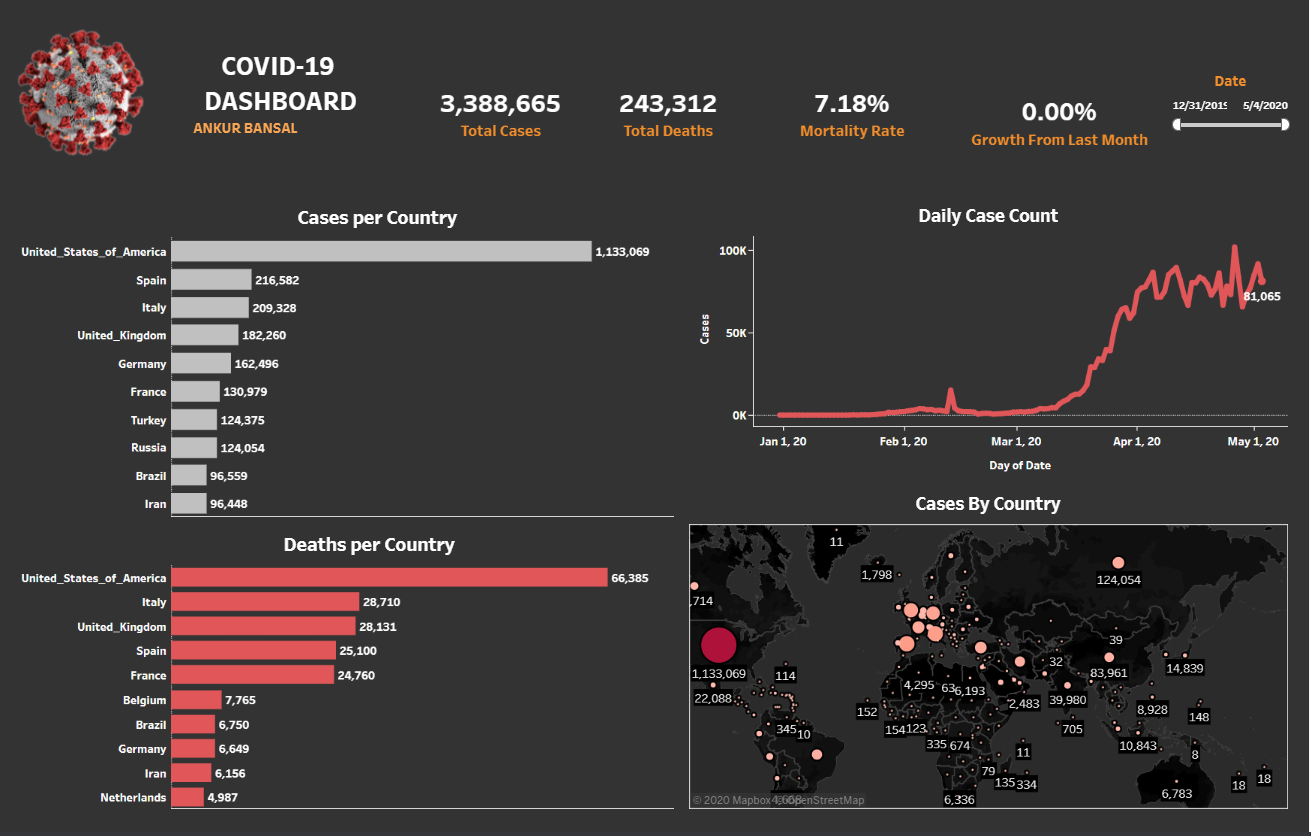 COVID-19
DASHBOARD
ANKUR BANSAL
3,388,665
Total Cases
243,312
Total Deaths
7.18%
Mortality Rate
0.00%
Growth From Last Month
Date
12/31/2019 5/4/2020
Cases per Country
United_States_of_America 1,133,069
Spain 216,582
Italy 209,328
United_Kingdom 182,260
Germany 162,496
France 130,979
Turkey 124,375
Russia 124,054
Brazil 96,559
Iran 96,448
Deaths per Country
United_States_of_America 66,385
Italy 28,710
United_Kingdom 28,131
Spain 25,100
France 24,760
Belgium 7,765
Brazil 6,750
Germany 6,649
Iran 6,156
Netherlands 4,987
Daily Case Count
100K
50K
0K
Cases
81,065
Jan 1, 20 Feb 1, 20 Mar 1, 20 Apr 1, 20 May 1, 20
Day of Date
Cases By Country
11
1,798
124,054
,714
39
32
1,133,069
114
83,961
14,839
22,088
4,295
63
6,193
2,483
39,980
152
8,928
148
154
123
345
10
705
335
674
11
10,843
8
79
135
334
18
18
6,336
6,783
4,608
© 2020 Mapbox © OpenStreetMap